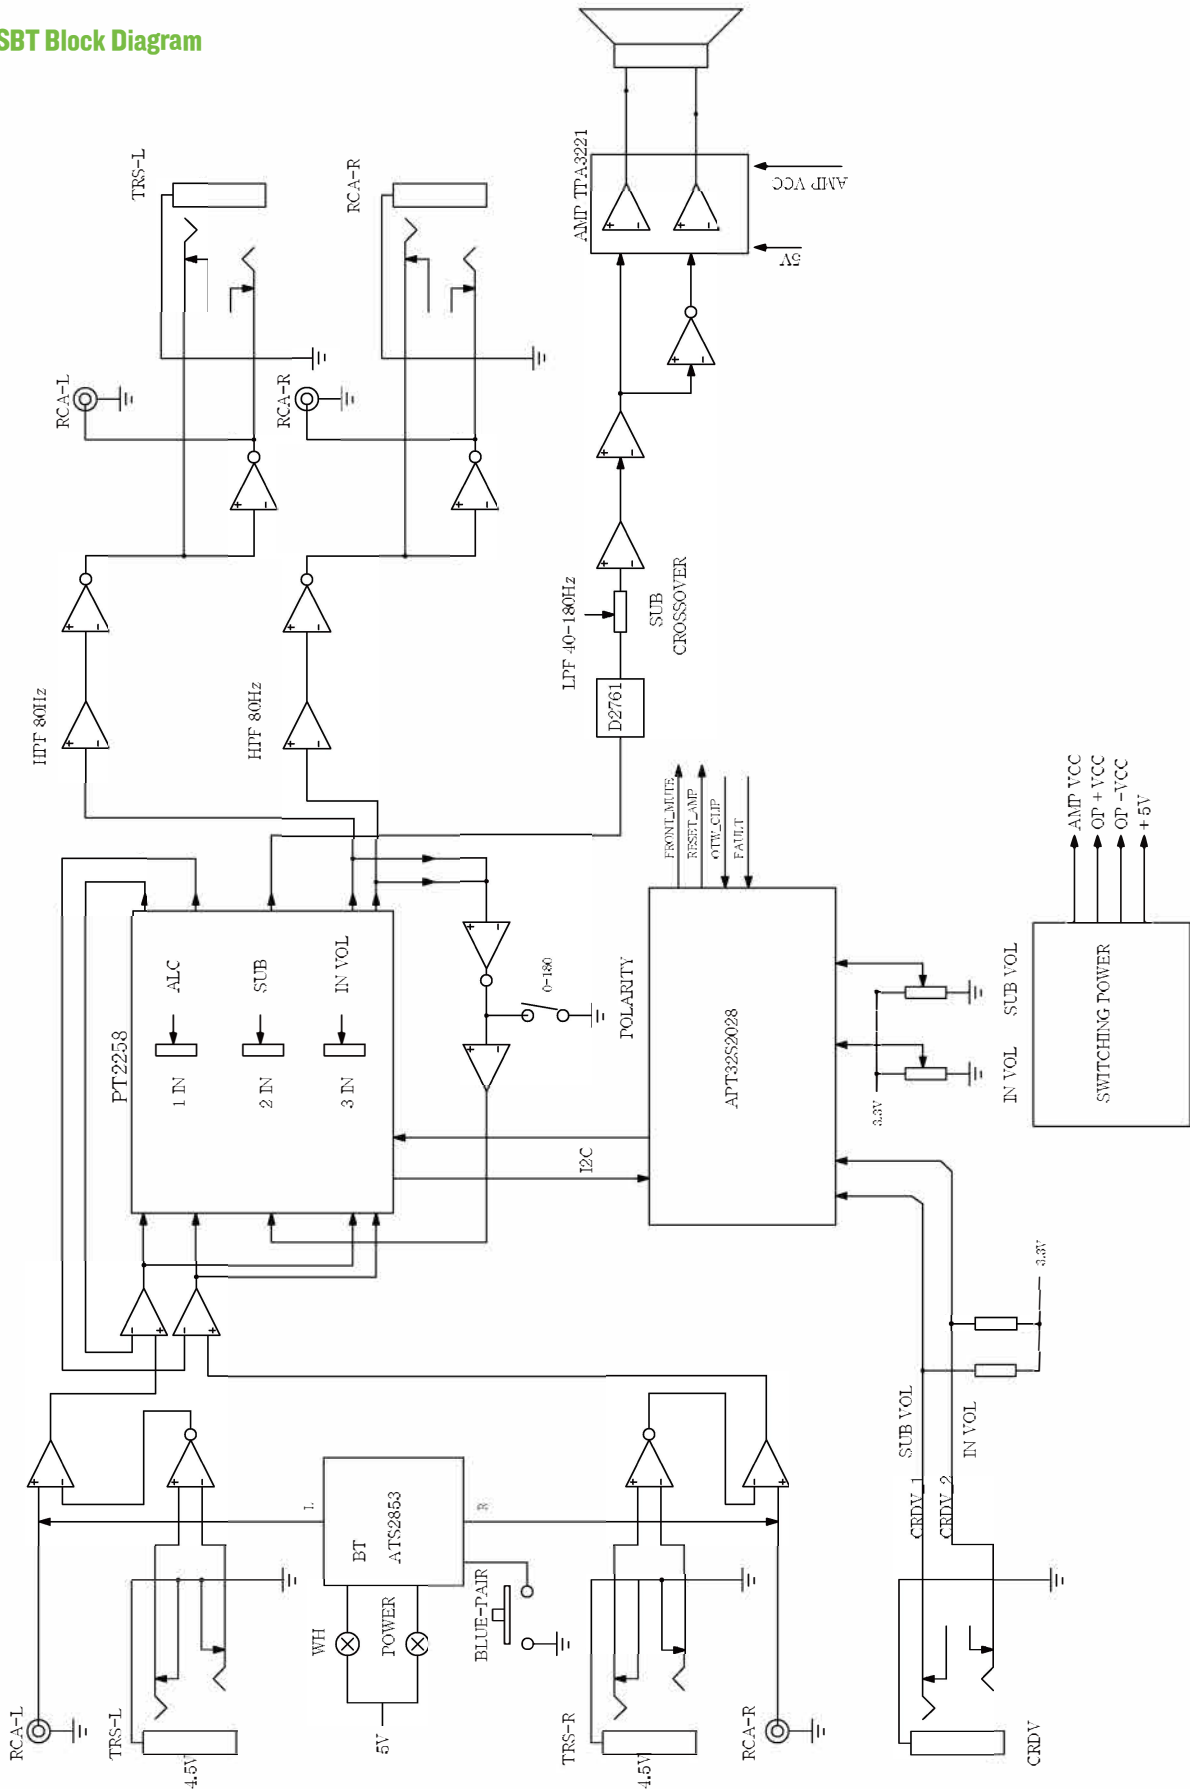 SBT Block Diagram
TRS-L
RCA-R
AMP TPA3221
AMP VCC
5V
RCA-L
RCA-R
HPF 80Hz
HPF 80Hz
LPF 40-180Hz
SUB
CROSSOVER
D2761
PT2258
1 IN
ALC
2 IN
SUB
3 IN
IN VOL
0-180
POLARITY
FRONT_MUTE
RESET_AMP
OTW_CLIP
FAULT
APT32S2028
I2C
3.3V
IN VOL
SUB VOL
SWITCHING POWER
AMP VCC
OP +VCC
OP -VCC
+5V
3.3V
SUB VOL
IN VOL
CRDV 1
CRDV 2
L
R
BT
ATS2853
WH
POWER
BLUE-PAIR
5V
RCA-L
TRS-L
4.5V
TRS-R
4.5V
RCA-R
CRDV